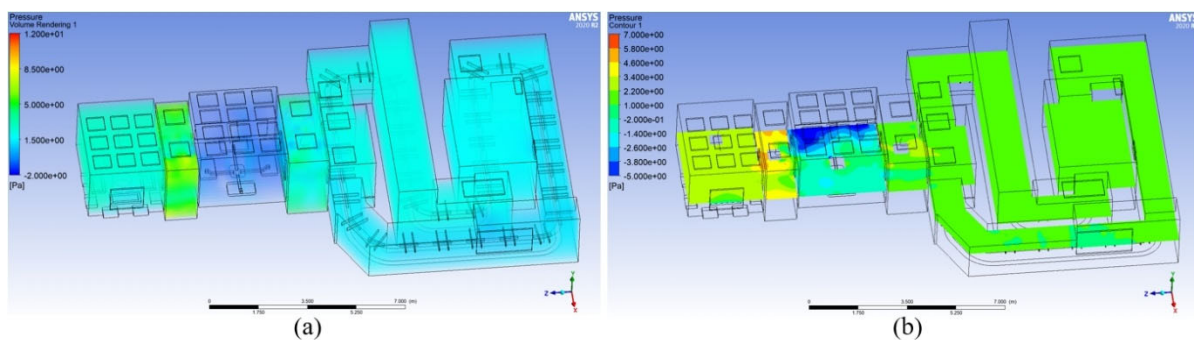 Pressure
Volume Rendering 1
1.200e+01
8.500e+00
5.000e+00
1.500e+00
-2.000e+00
[Pa]
ANSYS
2020 R2
Y
Z
X
0 3.500 7.000 (m)
1.750 5.250
(a)
Pressure
Contour 1
7.000e+00
5.800e+00
4.600e+00
3.400e+00
2.200e+00
1.000e+00
-2.000e-01
-1.400e+00
-2.600e+00
-3.800e+00
-5.000e+00
[Pa]
ANSYS
2020 R2
Y
Z
X
0 3.500 7.000 (m)
1.750 5.250
(b)